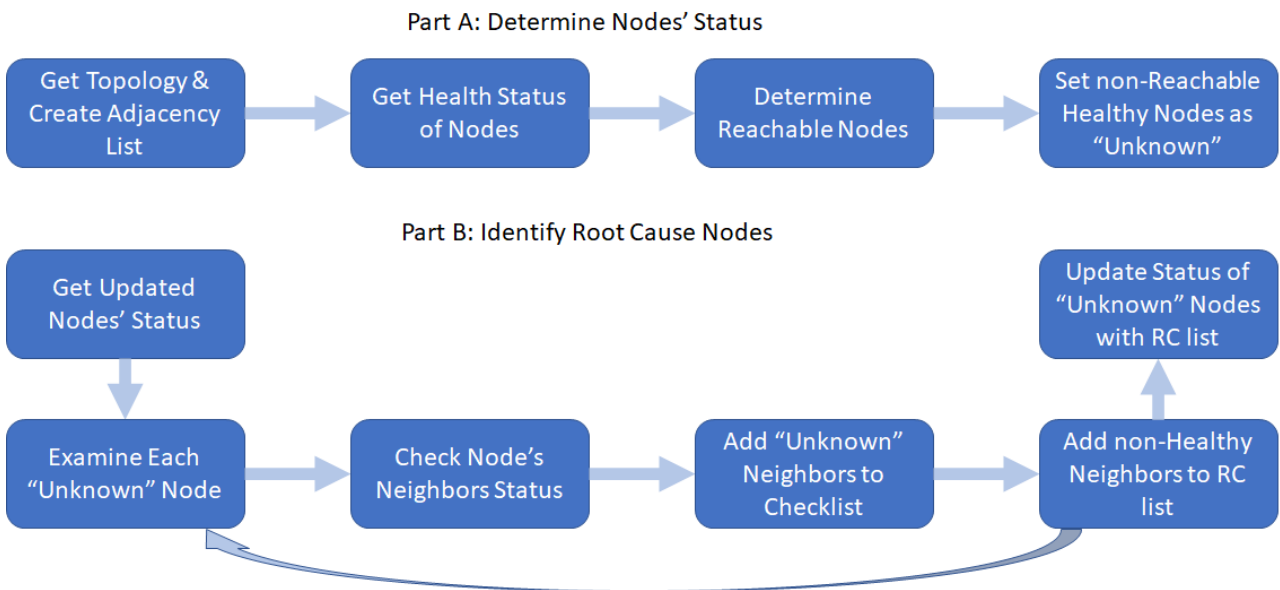 Part A: Determine Nodes' Status
Get Topology &
Create Adjacency
List
Get Health Status
of Nodes
Determine
Reachable Nodes
Set non-Reachable
Healthy Nodes as
“Unknown”
Part B: Identify Root Cause Nodes
Get Updated
Nodes' Status
Examine Each
“Unknown” Node
Check Node's
Neighbors Status
Add “Unknown”
Neighbors to
Checklist
Add non-Healthy
Neighbors to RC
list
Update Status of
“Unknown” Nodes
with RC list